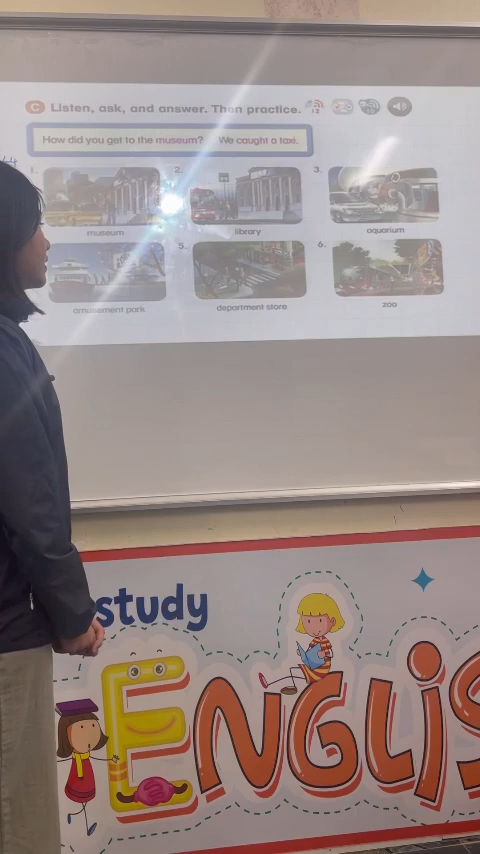 C Listen, ask, and answer. Then practice.
12
How did you get to the museum? We caught a taxi.
1. 2. 3.
museum library aquarium
5. 6.
amusement park department store zoo
study
ENGLiS